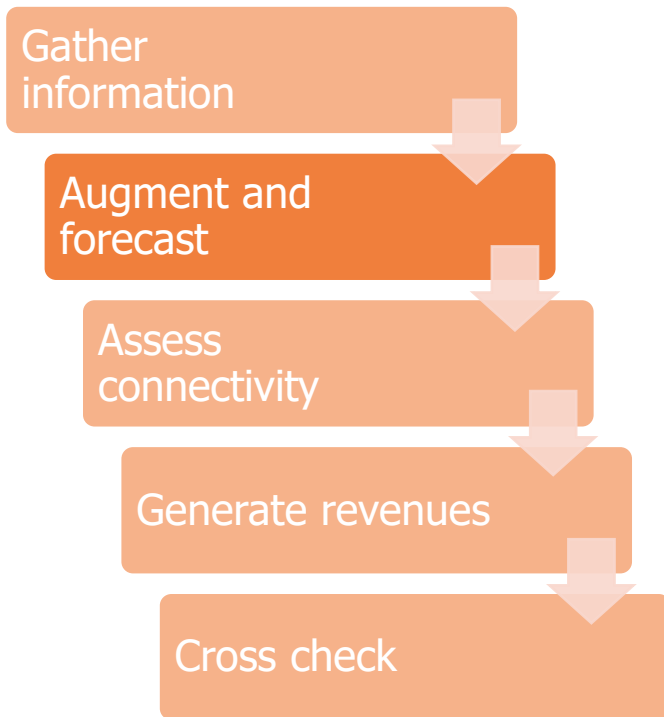 Gather
information
Augment and
forecast
Assess
connectivity
Generate revenues
Cross check